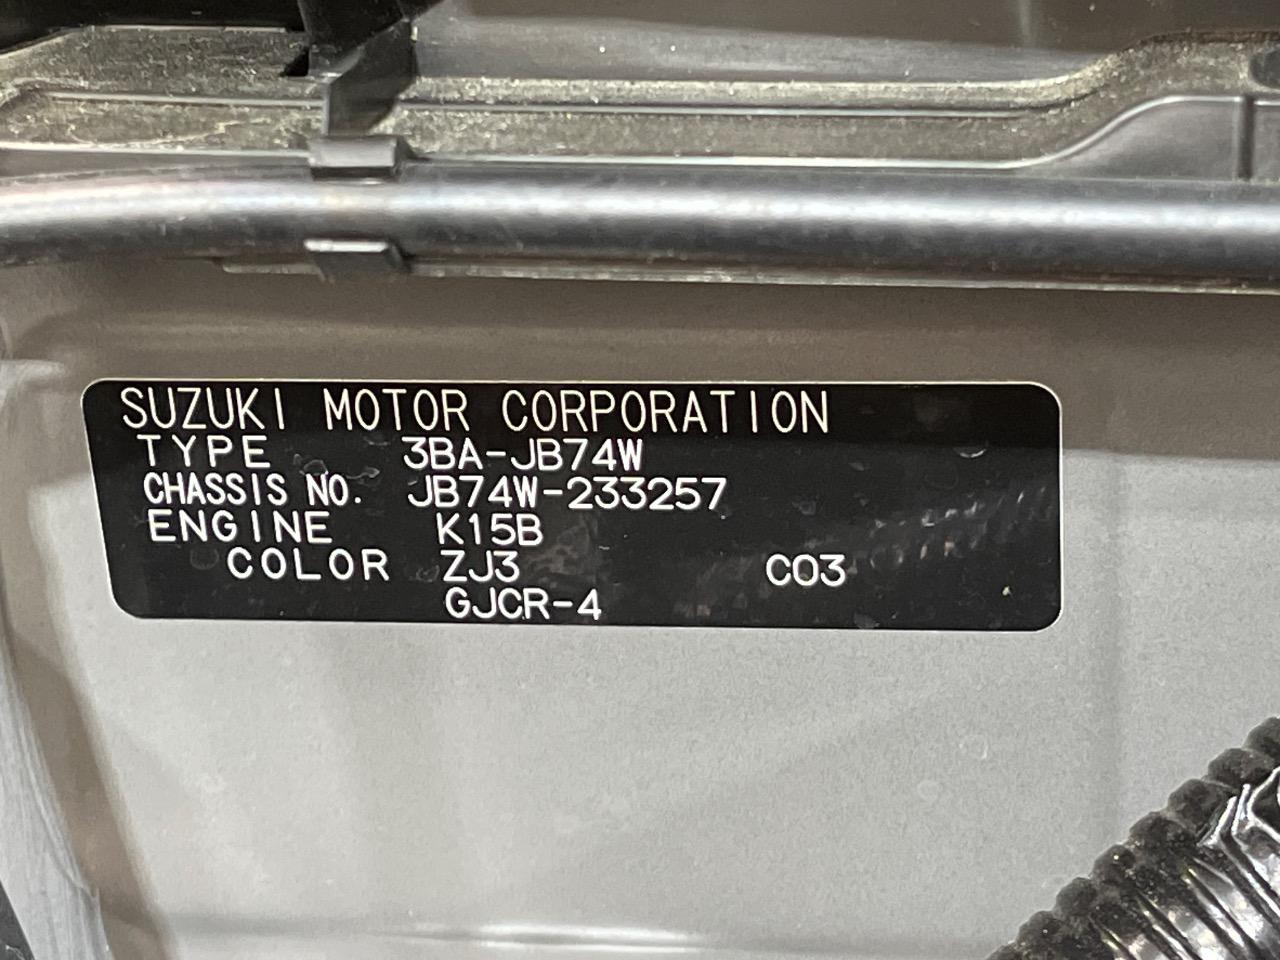 SUZUKI MOTOR CORPORATION
TYPE 3BA-JB74W
CHASSIS NO. JB74W-233257
ENGINE K15B
COLOR ZJ3 C03
GJCR-4